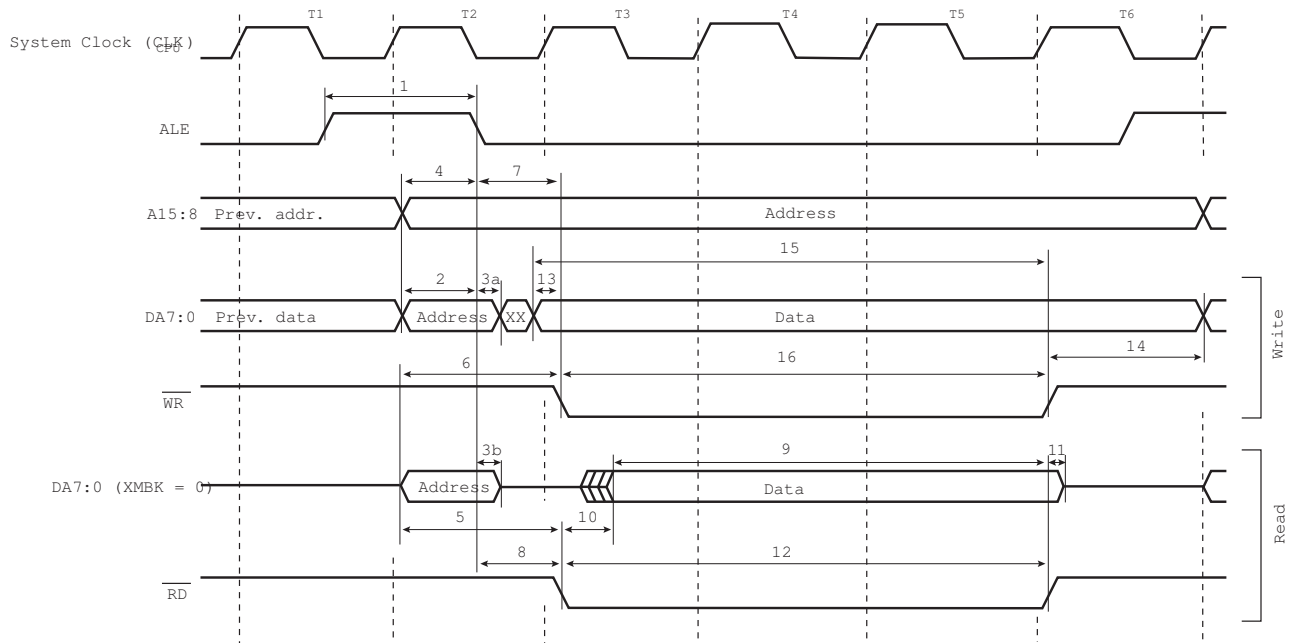 T1 T2 T3 T4 T5 T6
System Clock (CLKCPU)
1
ALE
4 7
A15:8 Prev. addr. Address
15
2 3a 13
DA7:0 Prev. data Address XX Data
14
6 16
WR
Write
3b 9 11
DA7:0 (XMBK = 0) Address Data
5 10
8 12
RD
Read